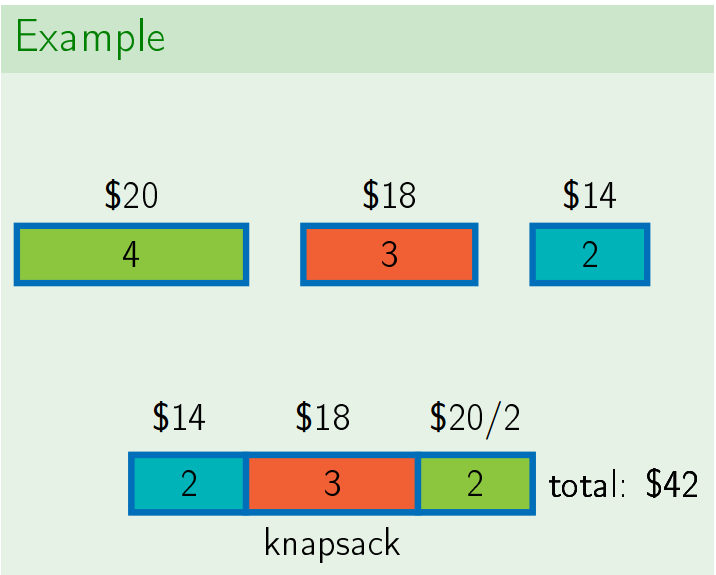 Example
$20 $18 $14
4 3 2
$14 $18 $20/2
2 3 2 total: $42
knapsack